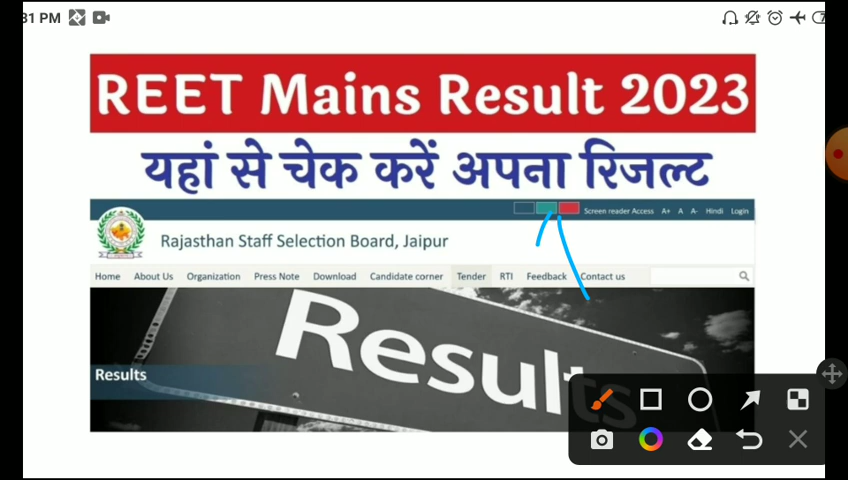 31 PM
REET Mains Result 2023
यहां से चेक करें अपना रिजल्ट
Screen reader Access A+ A A- Hindi Login
Rajasthan Staff Selection Board, Jaipur
Home About Us Organization Press Note Download Candidate corner Tender RTI Feedback Contact us
Results
Results